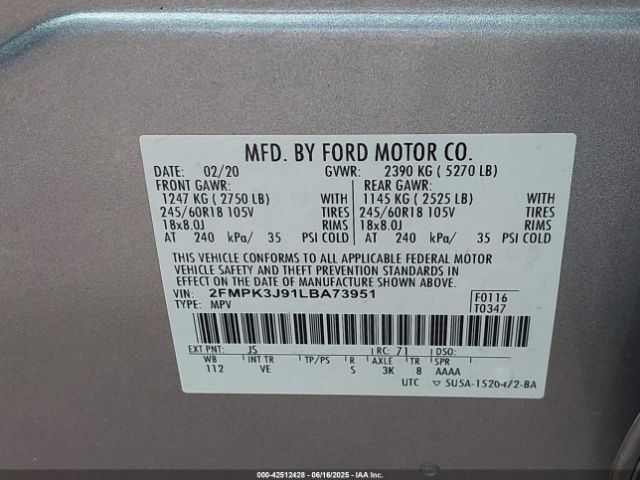 MFD. BY FORD MOTOR CO.
DATE: 02/20 GVWR: 2390 KG ( 5270 LB)
FRONT GAWR: REAR GAWR:
1247 KG ( 2750 LB) WITH 1145 KG ( 2525 LB) WITH
245/60R18 105V TIRES 245/60R18 105V TIRES
18x8.0J RIMS 18x8.0J RIMS
AT 240 kPa/ 35 PSI COLD AT 240 kPa/ 35 PSI COLD
THIS VEHICLE CONFORMS TO ALL APPLICABLE FEDERAL MOTOR
VEHICLE SAFETY AND THEFT PREVENTION STANDARDS IN
EFFECT ON THE DATE OF MANUFACTURE SHOWN ABOVE.
VIN: 2FMPK3J91LBA73951 F0116
TYPE: MPV T0347
EXT PNT: JS RC: 71 DSO:
WB INT TR TP/PS R AXLE TR SPR
112 VE S 3K 8 AAAA
UTC ▽ 5U5A-1520472-BA
000-42512428 - 06/16/2025 - IAA Inc.